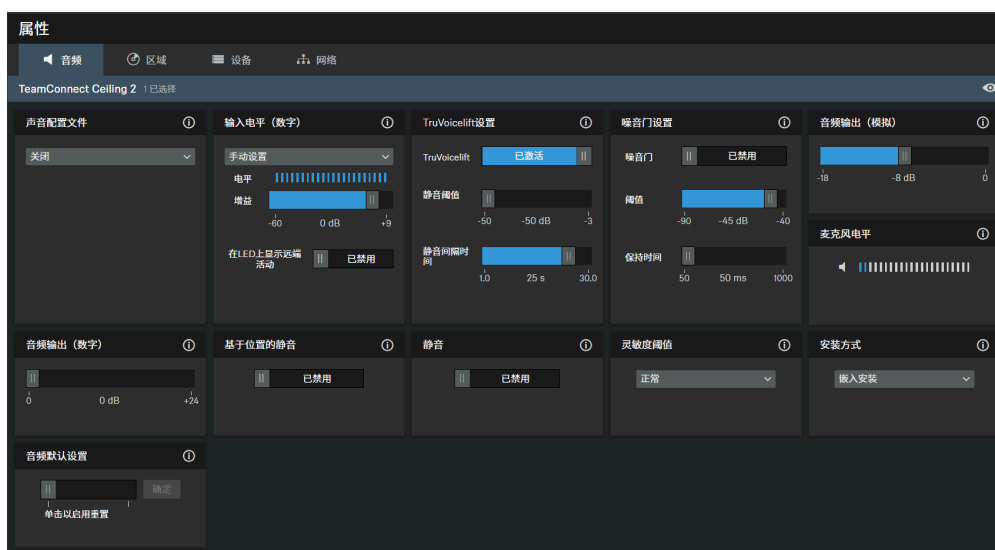 属性
音频
区域
设备
网络
TeamConnect Ceiling 2 1 已选择
声音配置文件
关闭
输入电平（数字）
手动设置
电平
增益
-60 0 dB +9
在LED上显示远端
活动
已禁用
TruVoicelift设置
TruVoicelift 已激活
静音阈值
-50 -50 dB -3
静音间隔时
间
1.0 25 s 30.0
噪音门设置
噪音门 已禁用
阈值
-90 -45 dB -40
保持时间
50 50 ms 1000
音频输出（模拟）
-18 -8 dB 0
麦克风电平
音频输出（数字）
0 0 dB +24
基于位置的静音
已禁用
静音
已禁用
灵敏度阈值
正常
安装方式
嵌入安装
音频默认设置
确定
单击以启用重置